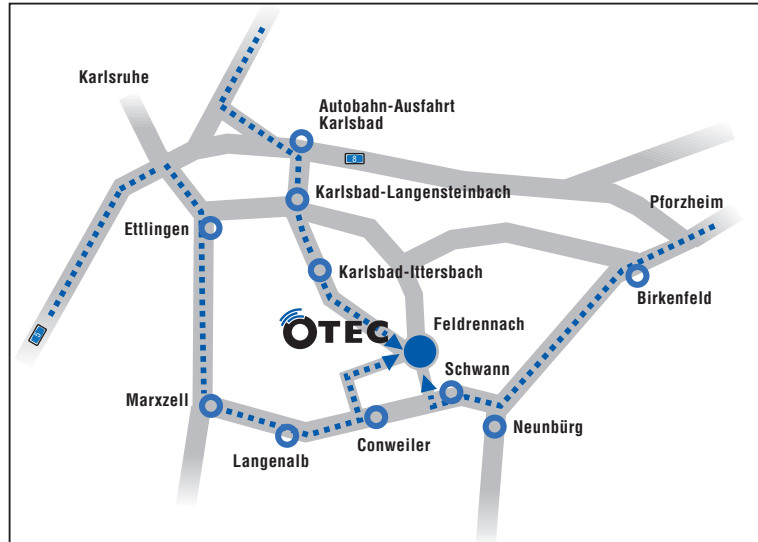 Karlsruhe
Autobahn-Ausfahrt
Karlsbad
8
Karlsbad-Langensteinbach
Pforzheim
Ettlingen
Karlsbad-Ittersbach
Birkenfeld
OTEC
Feldrennach
5
Schwann
Marxzell
Neunbürg
Conweiler
Langenalb